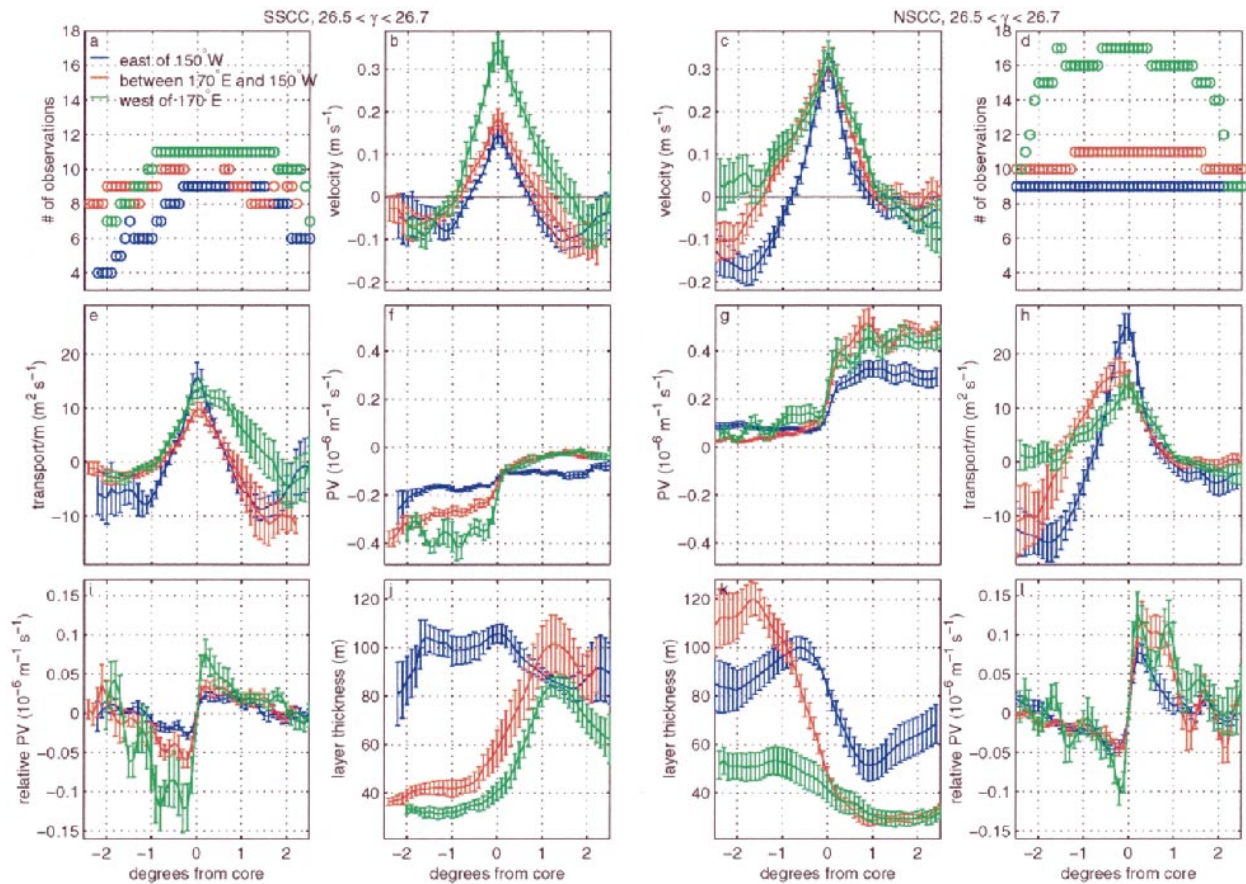 SSCC, 26.5 < γ < 26.7
NSCC, 26.5 < γ < 26.7
a
east of 150°W
between 170°E and 150°W
west of 170°E
# of observations
18
16
14
12
10
8
6
4
b
velocity (m s⁻¹)
0.3
0.2
0.1
0
−0.1
−0.2
c
velocity (m s⁻¹)
0.3
0.2
0.1
0
−0.1
−0.2
d
# of observations
18
16
14
12
10
8
6
4
e
transport/m (m² s⁻¹)
20
10
0
−10
f
PV (10⁻⁶ m⁻¹ s⁻¹)
0.4
0.2
0
−0.2
−0.4
g
PV (10⁻⁶ m⁻¹ s⁻¹)
0.4
0.2
0
−0.2
−0.4
h
transport/m (m² s⁻¹)
20
10
0
−10
i
relative PV (10⁻⁶ m⁻¹ s⁻¹)
0.15
0.1
0.05
0
−0.05
−0.1
−0.15
−2 −1 0 1 2
degrees from core
j
layer thickness (m)
120
100
80
60
40
−2 −1 0 1 2
degrees from core
k
layer thickness (m)
120
100
80
60
40
−2 −1 0 1 2
degrees from core
l
relative PV (10⁻⁶ m⁻¹ s⁻¹)
0.15
0.1
0.05
0
−0.05
−0.1
−0.15
−2 −1 0 1 2
degrees from core